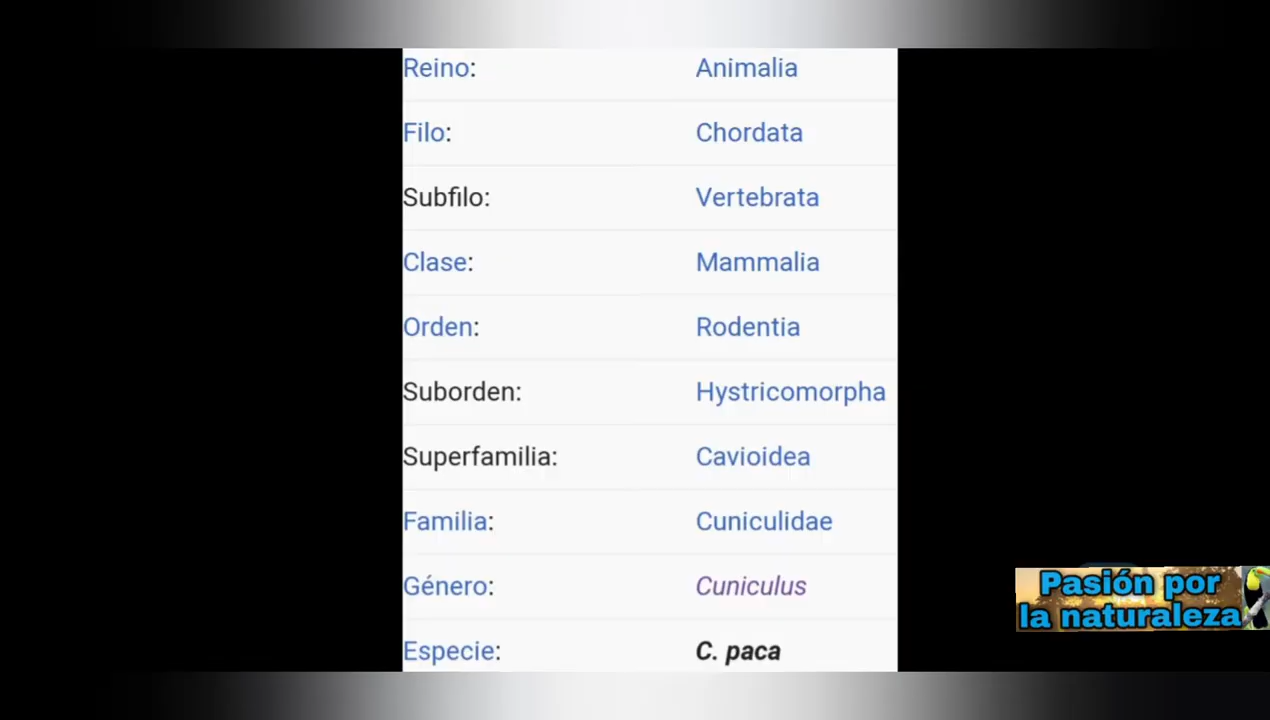 Reino: Animalia
Filo: Chordata
Subfilo: Vertebrata
Clase: Mammalia
Orden: Rodentia
Suborden: Hystricomorpha
Superfamilia: Cavioidea
Familia: Cuniculidae
Género: Cuniculus
Especie: C. paca
Pasión por
la naturaleza